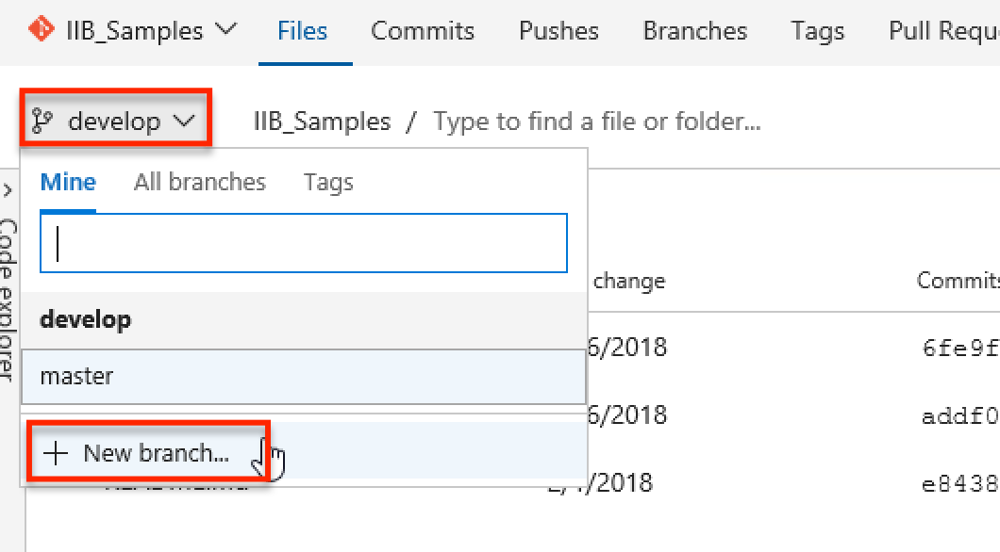 IIB_Samples Files Commits Pushes Branches Tags Pull Requ
develop IIB_Samples / Type to find a file or folder...
Mine All branches Tags
Code explorer
change Commits
develop
6/2018 6fe9f
master
6/2018 addf0
New branch...
/2018 e8438